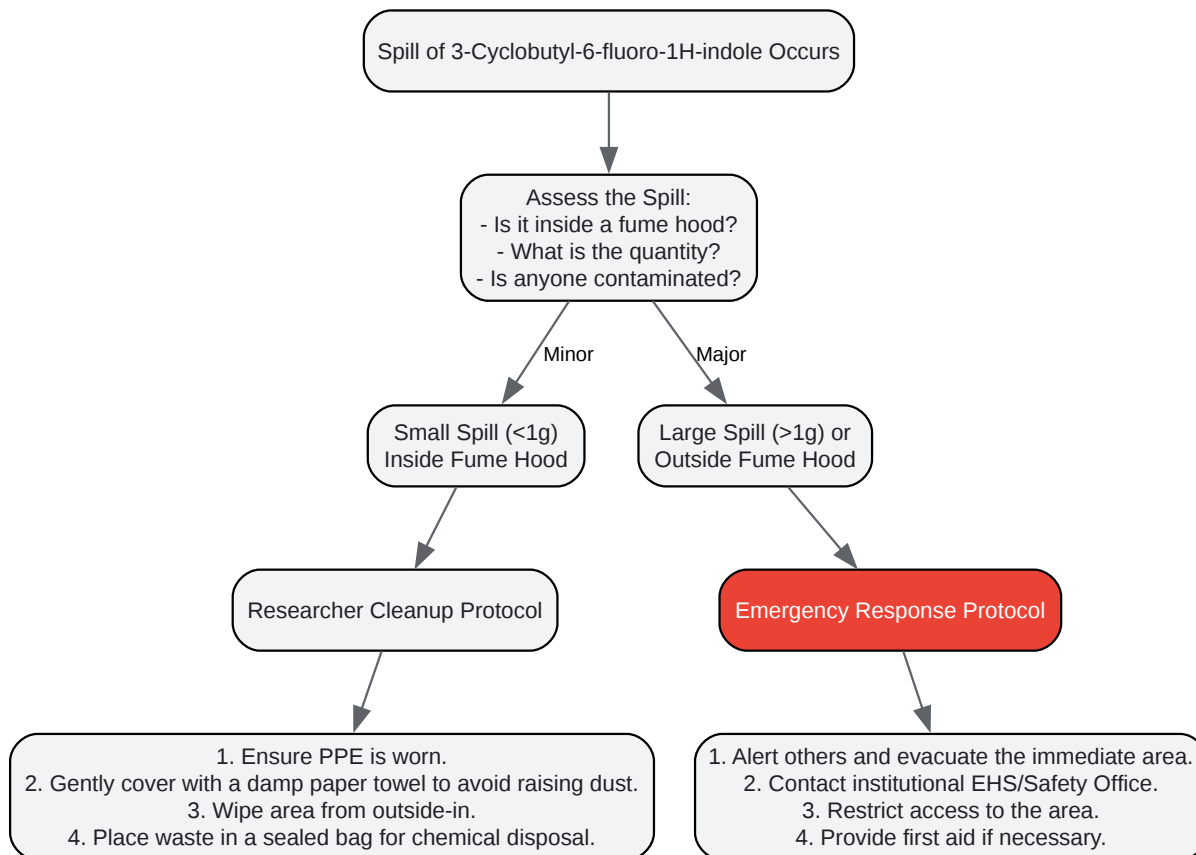 Spill of 3-Cyclobutyl-6-fluoro-1H-indole Occurs
Assess the Spill:
- Is it inside a fume hood?
- What is the quantity?
- Is anyone contaminated?
Minor
Major
Small Spill (<1g)
Inside Fume Hood
Large Spill (>1g) or
Outside Fume Hood
Researcher Cleanup Protocol
Emergency Response Protocol
1. Ensure PPE is worn.
2. Gently cover with a damp paper towel to avoid raising dust.
3. Wipe area from outside-in.
4. Place waste in a sealed bag for chemical disposal.
1. Alert others and evacuate the immediate area.
2. Contact institutional EHS/Safety Office.
3. Restrict access to the area.
4. Provide first aid if necessary.